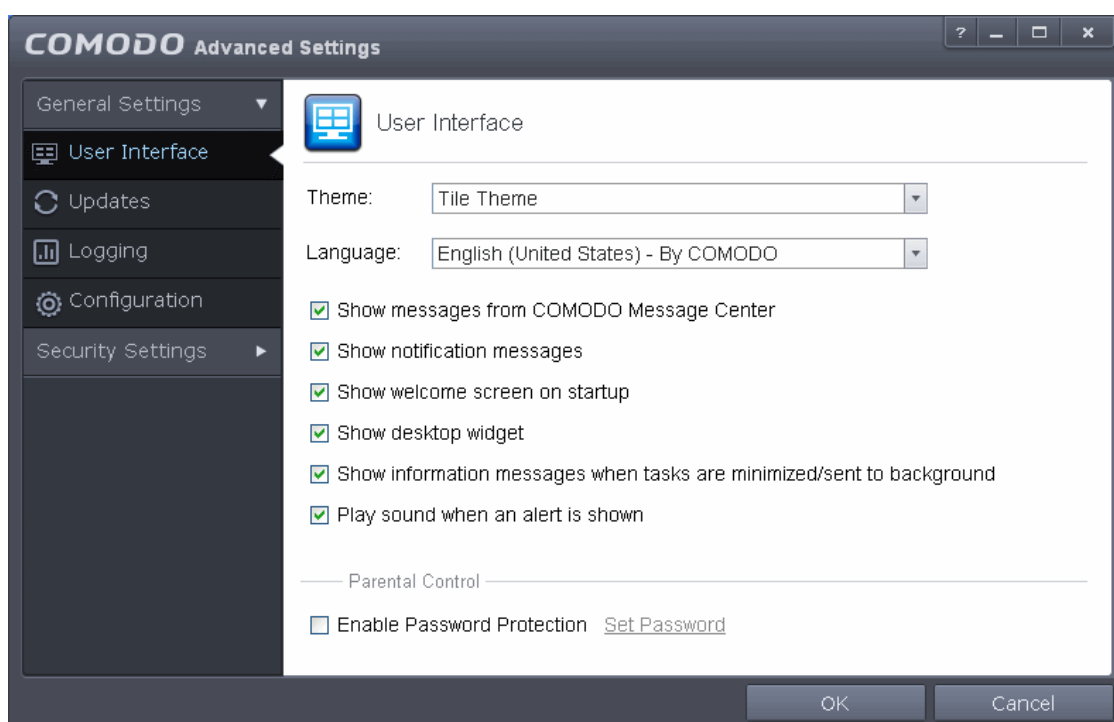 COMODO Advanced Settings
?
General Settings
User Interface
Updates
Logging
Configuration
Security Settings
User Interface
Theme: Tile Theme
Language: English (United States) - By COMODO
Show messages from COMODO Message Center
Show notification messages
Show welcome screen on startup
Show desktop widget
Show information messages when tasks are minimized/sent to background
Play sound when an alert is shown
Parental Control
Enable Password Protection Set Password
OK Cancel